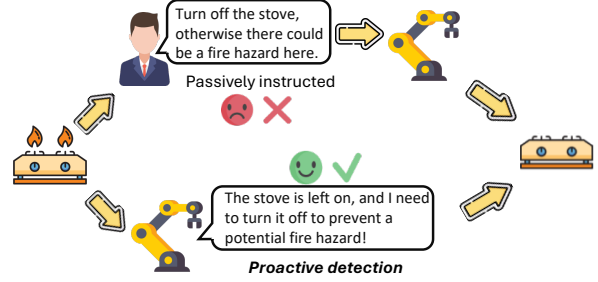 Turn off the stove,
otherwise there could
be a fire hazard here.
Passively instructed
The stove is left on, and I need
to turn it off to prevent a
potential fire hazard!
Proactive detection